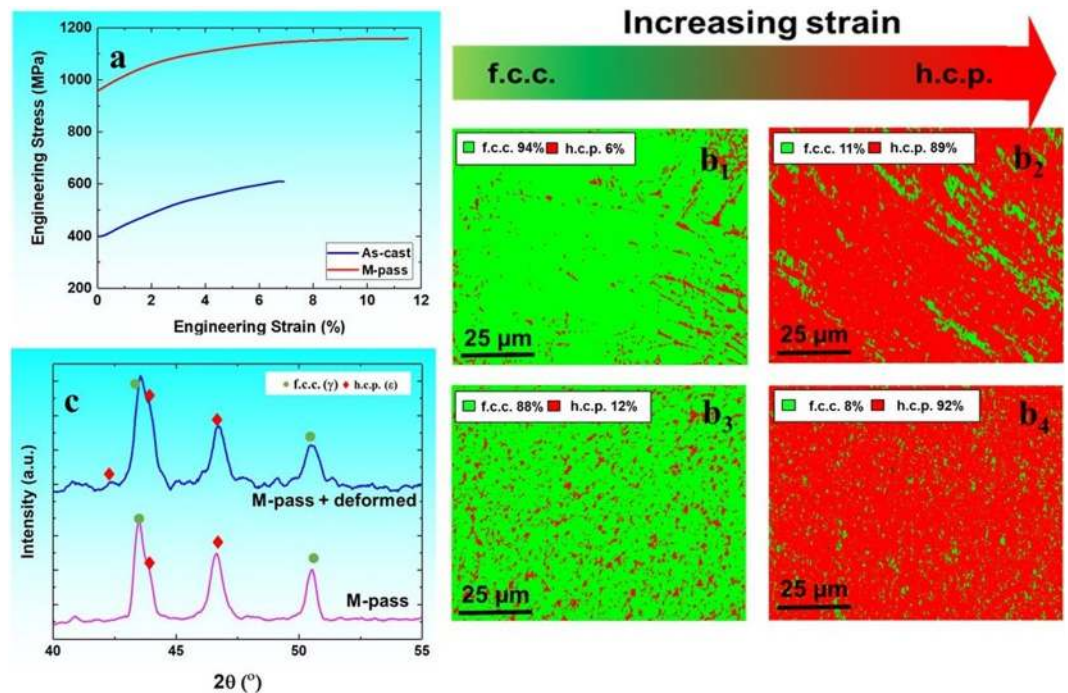 a
1200
1000
800
600
400
200
0
2
4
6
8
10
12
Engineering Stress (MPa)
Engineering Strain (%)
As-cast
M-pass
Increasing strain
f.c.c.
h.c.p.
f.c.c. 94% h.c.p. 6%
b1
25 µm
f.c.c. 11% h.c.p. 89%
b2
25 µm
c
f.c.c. (γ) h.c.p. (ε)
M-pass + deformed
M-pass
Intensity (a.u.)
40
45
50
55
2θ (°)
f.c.c. 88% h.c.p. 12%
b3
25 µm
f.c.c. 8% h.c.p. 92%
b4
25 µm